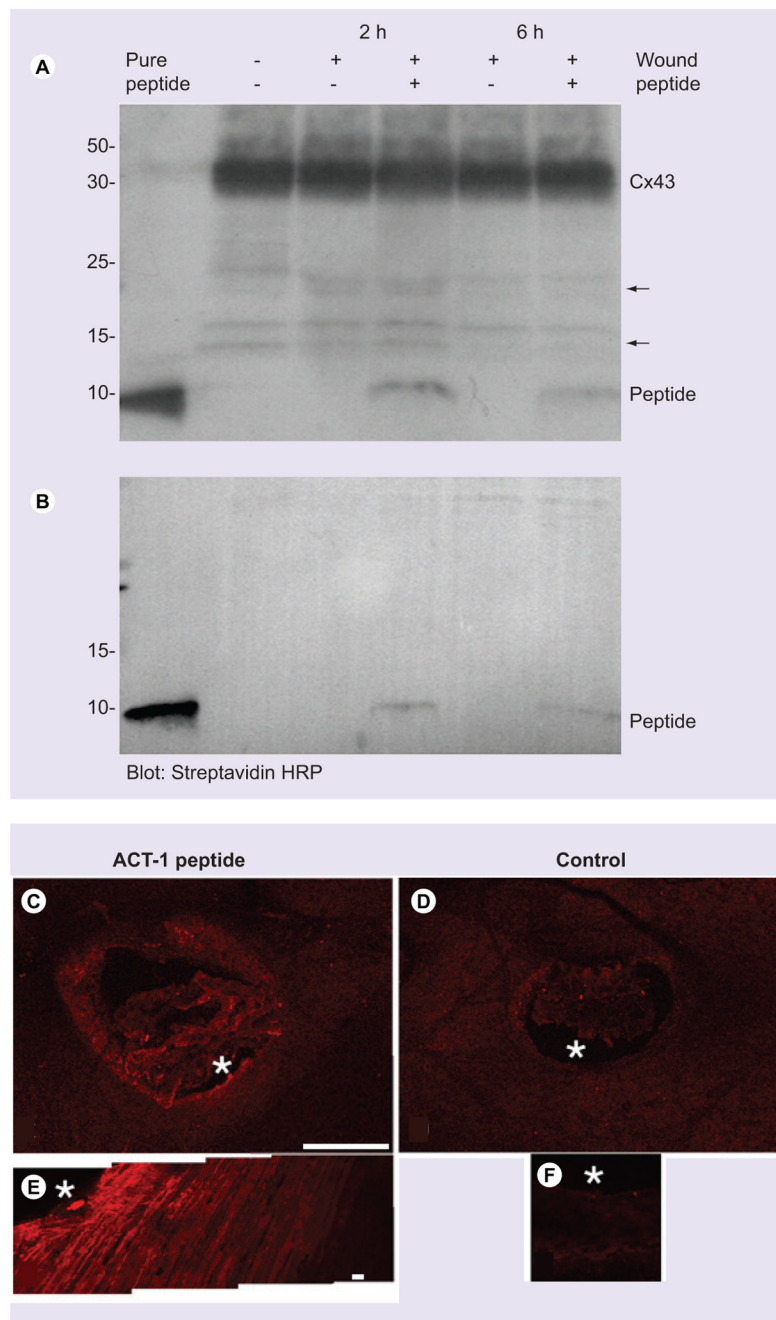 2 h 6 h
A Pure - + + + + Wound
peptide - - + - + peptide
50-
30- Cx43
25-
15-
10- Peptide
B
15-
10- Peptide
Blot: Streptavidin HRP
ACT-1 peptide Control
C D
* *
E * F *